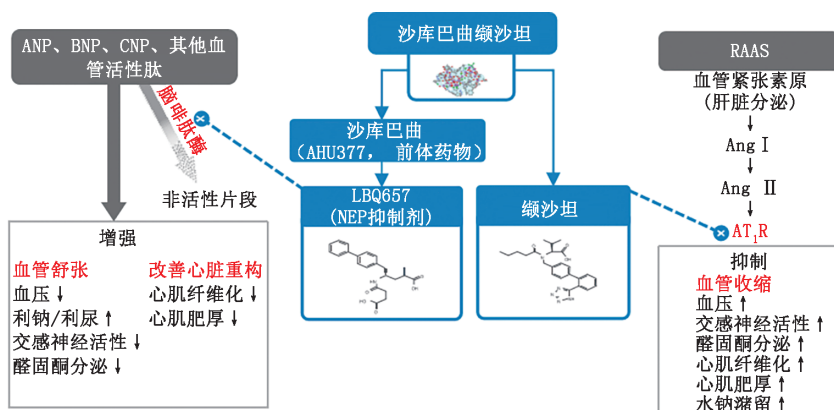 ANP、BNP、CNP、其他血
管活性肽
脑啡肽酶
非活性片段
增强
血管舒张
血压↓
利钠/利尿↑
交感神经活性↓
醛固酮分泌↓
改善心脏重构
心肌纤维化↓
心肌肥厚↓
沙库巴曲缬沙坦
沙库巴曲
(AHU377, 前体药物)
LBQ657
(NEP抑制剂)
缬沙坦
RAAS
血管紧张素原
(肝脏分泌)
Ang Ⅰ
Ang Ⅱ
AT₁R
抑制
血管收缩
血压↑
交感神经活性↑
醛固酮分泌↑
心肌纤维化↑
心肌肥厚↑
水钠潴留↑